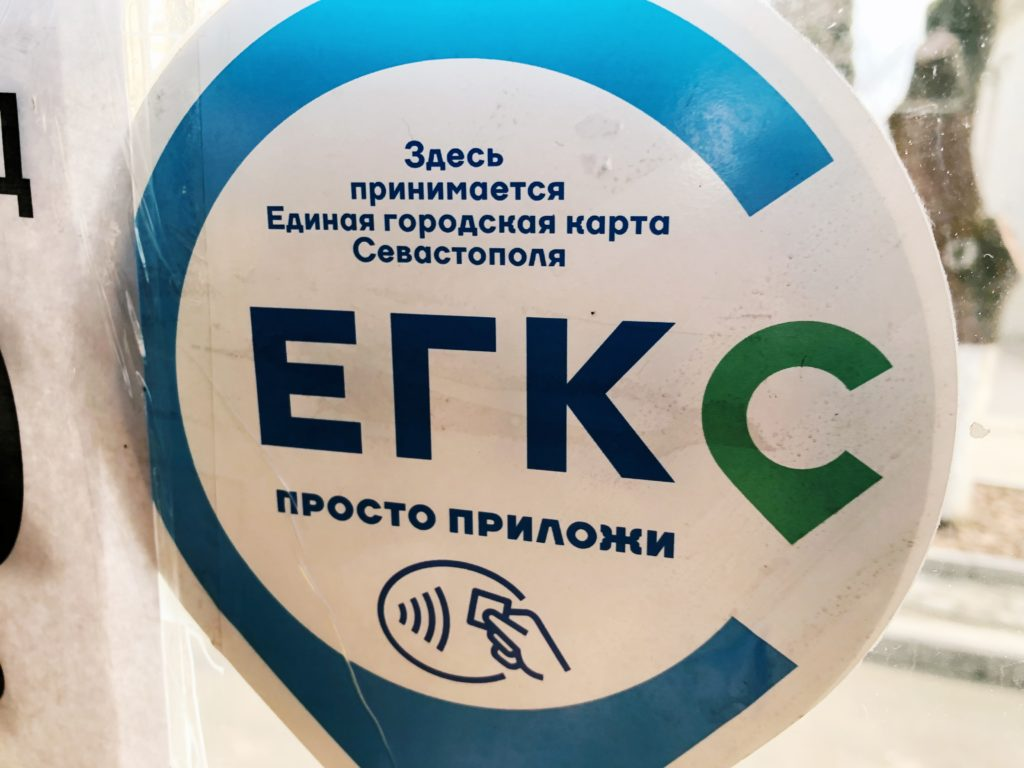 Здесь
принимается
Единая городская карта
Севастополя
ЕГКС
ПРОСТО ПРИЛОЖИ